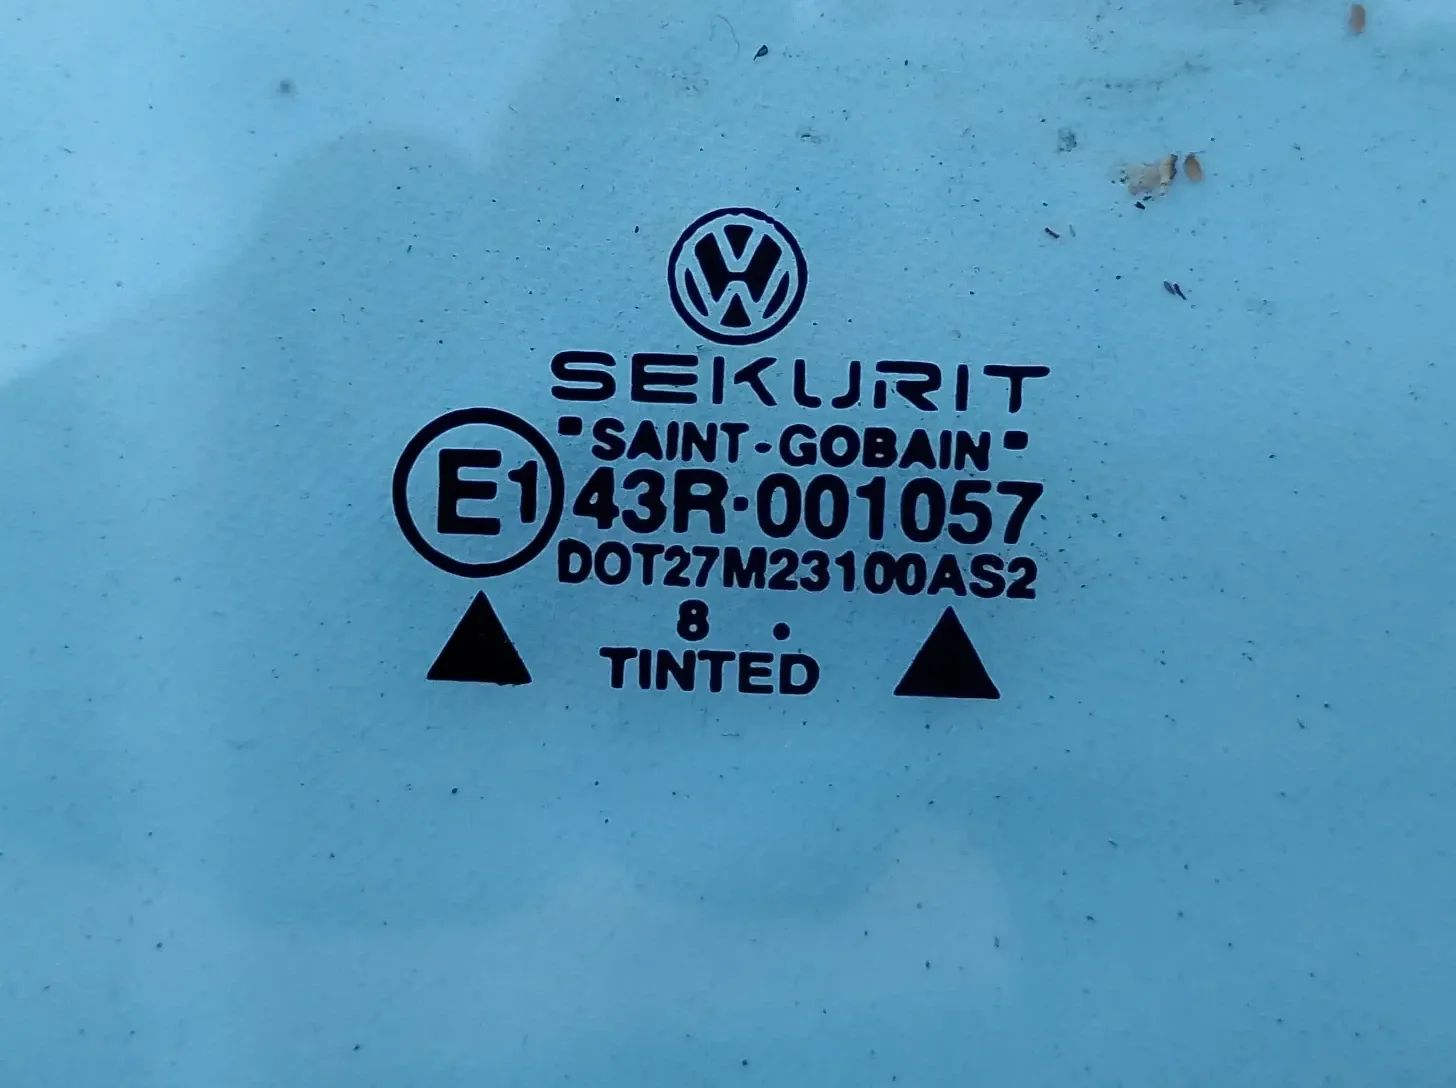 SEKURIT
"SAINT-GOBAIN"
E1 43R-001057
DOT27M23100AS2
8 .
TINTED